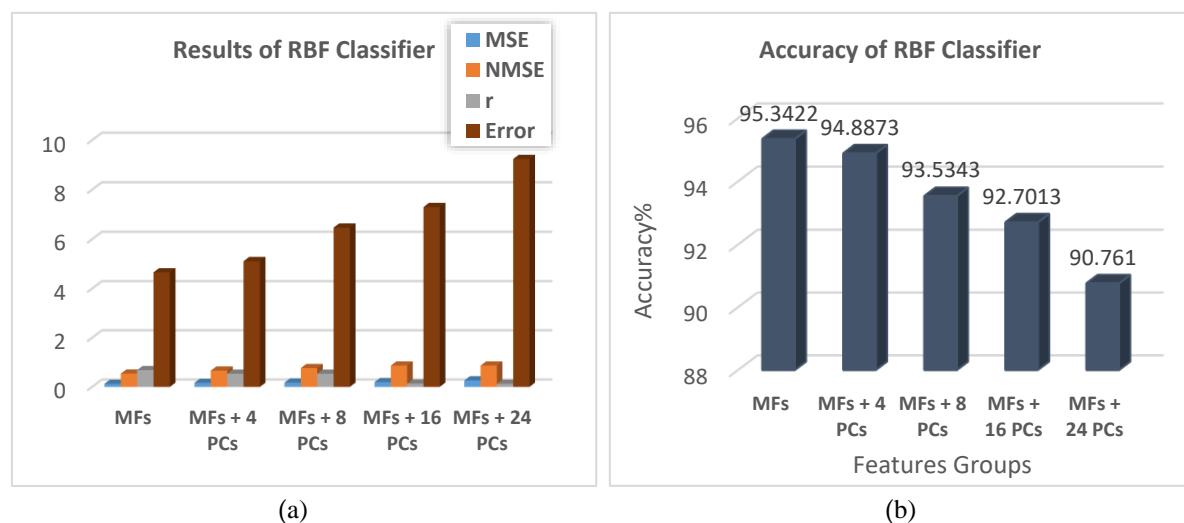 Results of RBF Classifier
MSE
NMSE
r
Error
10
8
6
4
2
0
MFs
MFs + 4
PCs
MFs + 8
PCs
MFs + 16
PCs
MFs + 24
PCs
(a)
Accuracy of RBF Classifier
Accuracy%
96
94
92
90
88
95.3422
94.8873
93.5343
92.7013
90.761
MFs
MFs + 4
PCs
MFs + 8
PCs
MFs +
16 PCs
MFs +
24 PCs
Features Groups
(b)